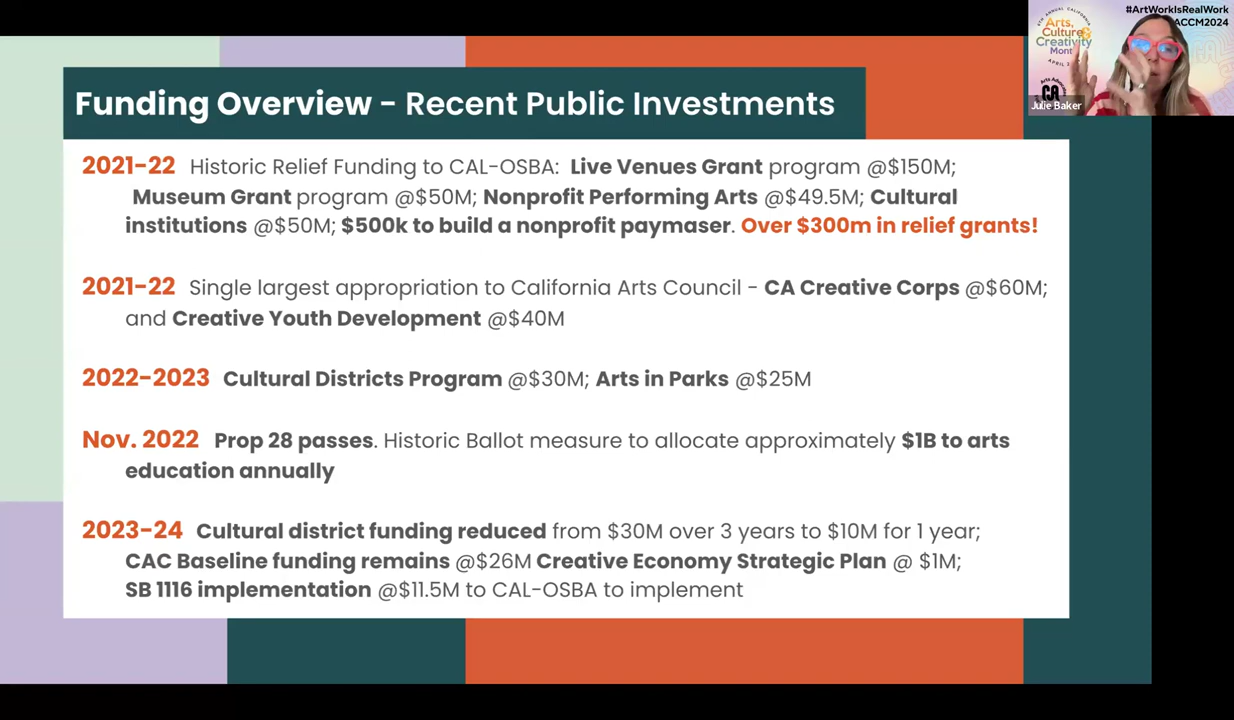 Funding Overview - Recent Public Investments
2021-22 Historic Relief Funding to CAL-OSBA: Live Venues Grant program @$150M;
Museum Grant program @$50M; Nonprofit Performing Arts @$49.5M; Cultural
institutions @$50M; $500k to build a nonprofit paymaser. Over $300m in relief grants!
2021-22 Single largest appropriation to California Arts Council - CA Creative Corps @$60M;
and Creative Youth Development @$40M
2022-2023 Cultural Districts Program @$30M; Arts in Parks @$25M
Nov. 2022 Prop 28 passes. Historic Ballot measure to allocate approximately $1B to arts
education annually
2023-24 Cultural district funding reduced from $30M over 3 years to $10M for 1 year;
CAC Baseline funding remains @$26M Creative Economy Strategic Plan @ $1M;
SB 1116 implementation @$11.5M to CAL-OSBA to implement
#ArtWorkIsRealWork
ACCM2024
ANNUAL CALIFORNIA
Arts,
Culture
Creativity
Mont
APRIL 2
CA
Julie Baker